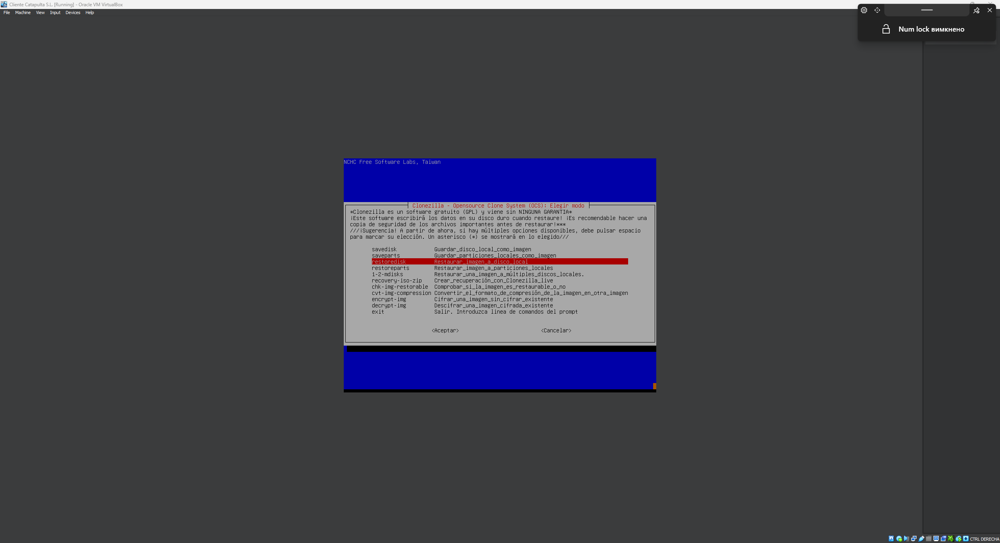 Cliente Catapulta S.L. [Running] - Oracle VM VirtualBox
File Machine View Input Devices Help
Num lock вимкнено
NCHC Free Software Labs, Taiwan
Clonezilla - Opensource Clone System (OCS): Elegir modo
*Clonezilla es un software gratuito (GPL) y viene sin NINGUNA GARANTIA*
¡Este software escribirá los datos en su disco duro cuando restaure! ¡Es recomendable hacer una
copia de seguridad de los archivos importantes antes de restaurar!***
///¡Sugerencia! A partir de ahora, si hay múltiples opciones disponibles, debe pulsar espacio
para marcar su elección. Un asterisco (*) se mostrará en lo elegido///
savedisk Guardar_disco_local_como_imagen
saveparts Guardar_particiones_locales_como_imagen
restoredisk Restaurar_imagen_a_disco_local
restoreparts Restaurar_imagen_a_particiones_locales
1-2-mdisks Restaurar_una_imagen_a_múltiples_discos_locales.
recovery-iso-zip Crear_recuperación_con_Clonezilla_live
chk-img-restorable Comprobar_si_la_imagen_es_restaurable_o_no
cvt-img-compression Convertir_el_formato_de_compresión_de_la_imagen_en_otra_imagen
encrypt-img Cifrar_una_imagen_sin_cifrar_existente
decrypt-img Descifrar_una_imagen_cifrada_existente
exit Salir. Introduzca linea de comandos del prompt
<Aceptar> <Cancelar>
CTRL DERECHA